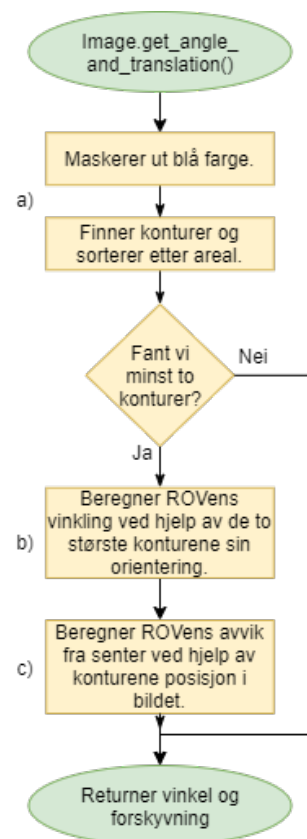 Image.get_angle_
and_translation()
Maskerer ut blå farge.
a)
Finner konturer og
sorterer etter areal.
Fant vi
minst to
konturer?
Nei
Ja
Beregner ROVens
vinkling ved hjelp av de to
største konturene sin
orientering.
b)
Beregner ROVens avvik
fra senter ved hjelp av
konturene posisjon i
bildet.
c)
Returner vinkel og
forskyvning